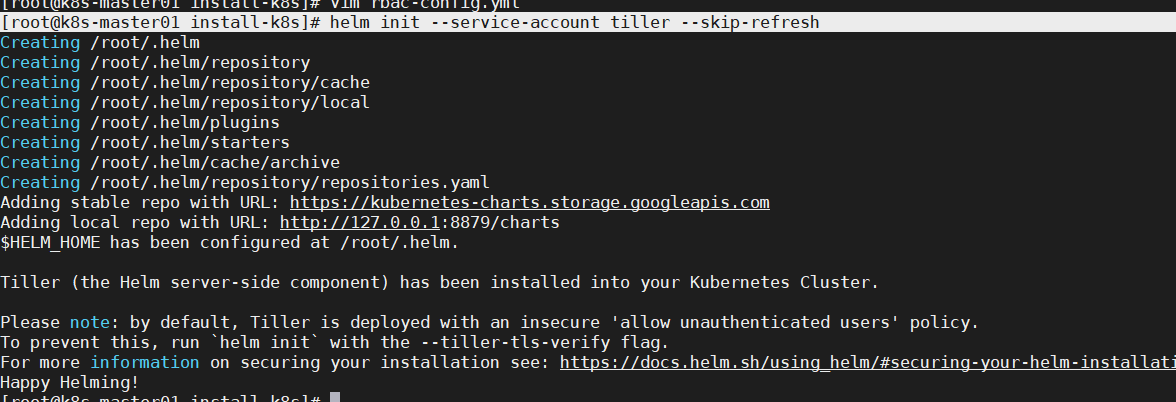 [root@k8s-master01 install-k8s]# vim rbac-config.yml
[root@k8s-master01 install-k8s]# helm init --service-account tiller --skip-refresh
Creating /root/.helm
Creating /root/.helm/repository
Creating /root/.helm/repository/cache
Creating /root/.helm/repository/local
Creating /root/.helm/plugins
Creating /root/.helm/starters
Creating /root/.helm/cache/archive
Creating /root/.helm/repository/repositories.yaml
Adding stable repo with URL: https://kubernetes-charts.storage.googleapis.com
Adding local repo with URL: http://127.0.0.1:8879/charts
$HELM_HOME has been configured at /root/.helm.
Tiller (the Helm server-side component) has been installed into your Kubernetes Cluster.
Please note: by default, Tiller is deployed with an insecure 'allow unauthenticated users' policy.
To prevent this, run `helm init` with the --tiller-tls-verify flag.
For more information on securing your installation see: https://docs.helm.sh/using_helm/#securing-your-helm-installati
Happy Helming!
[root@k8s-master01 install-k8s]#